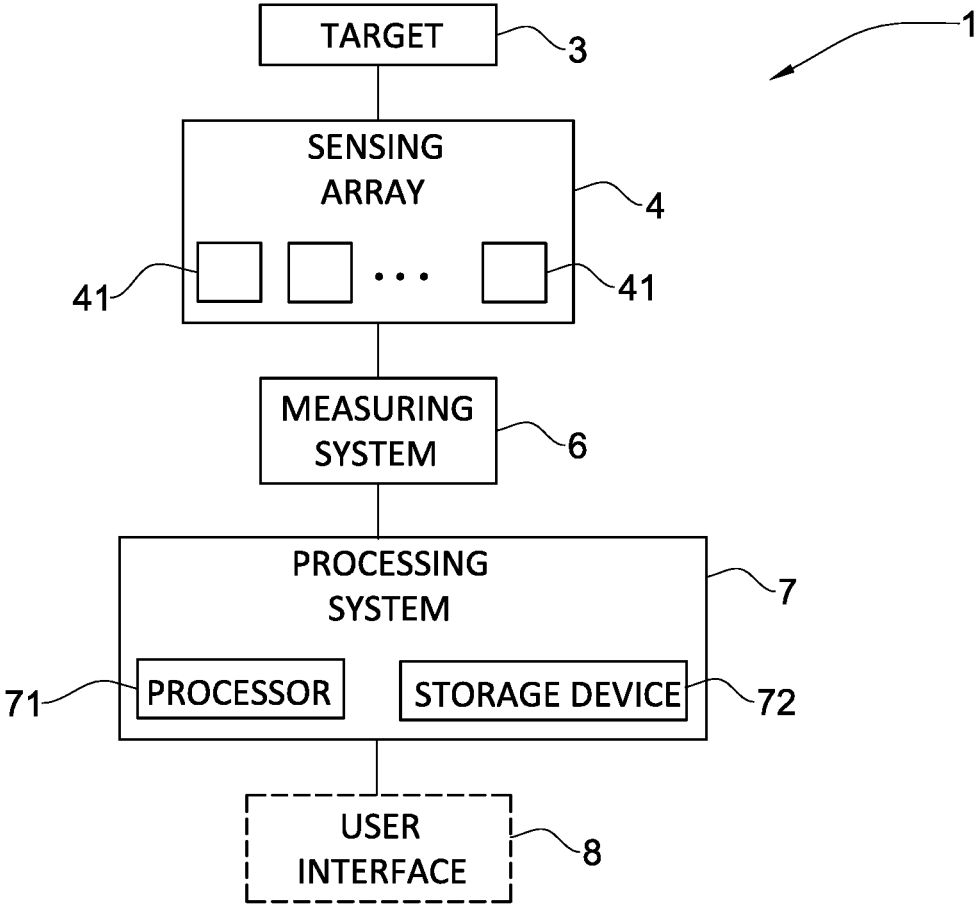 1
TARGET
3
SENSING
ARRAY
4
41
...
41
MEASURING
SYSTEM
6
PROCESSING
SYSTEM
7
71
PROCESSOR
STORAGE DEVICE
72
USER
INTERFACE
8